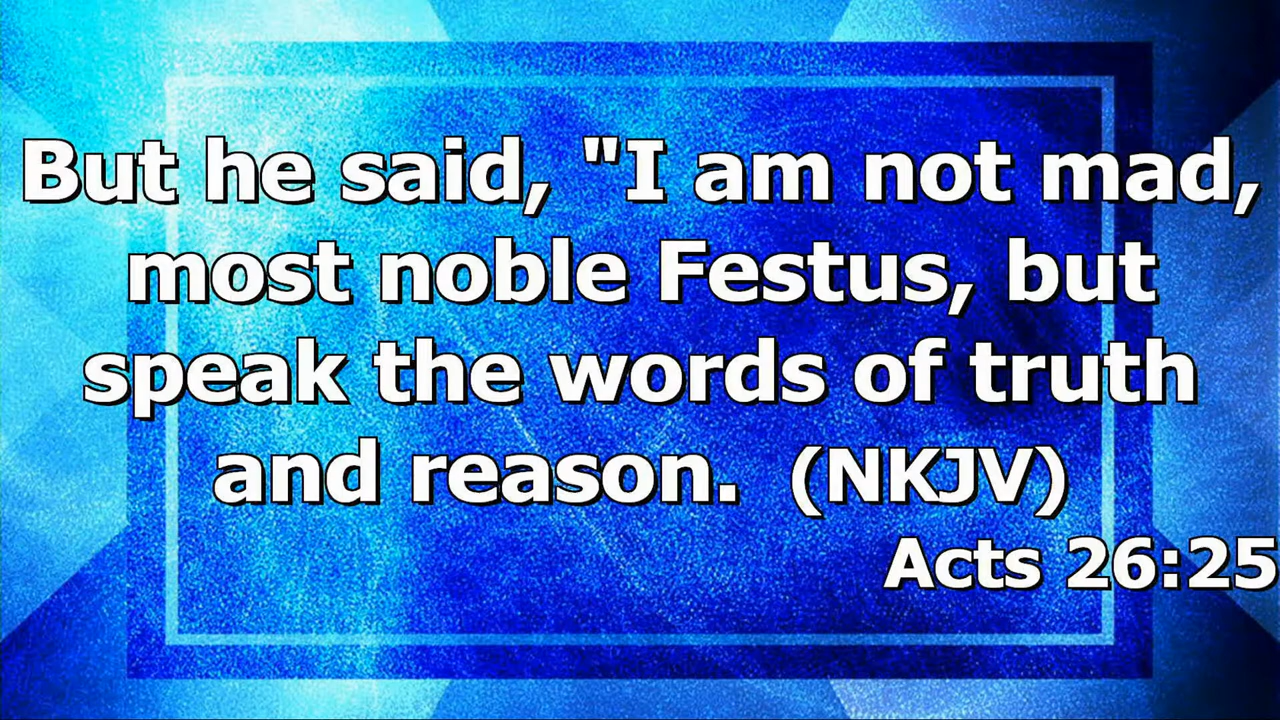 But he said, "I am not mad,
most noble Festus, but
speak the words of truth
and reason. (NKJV)
Acts 26:25